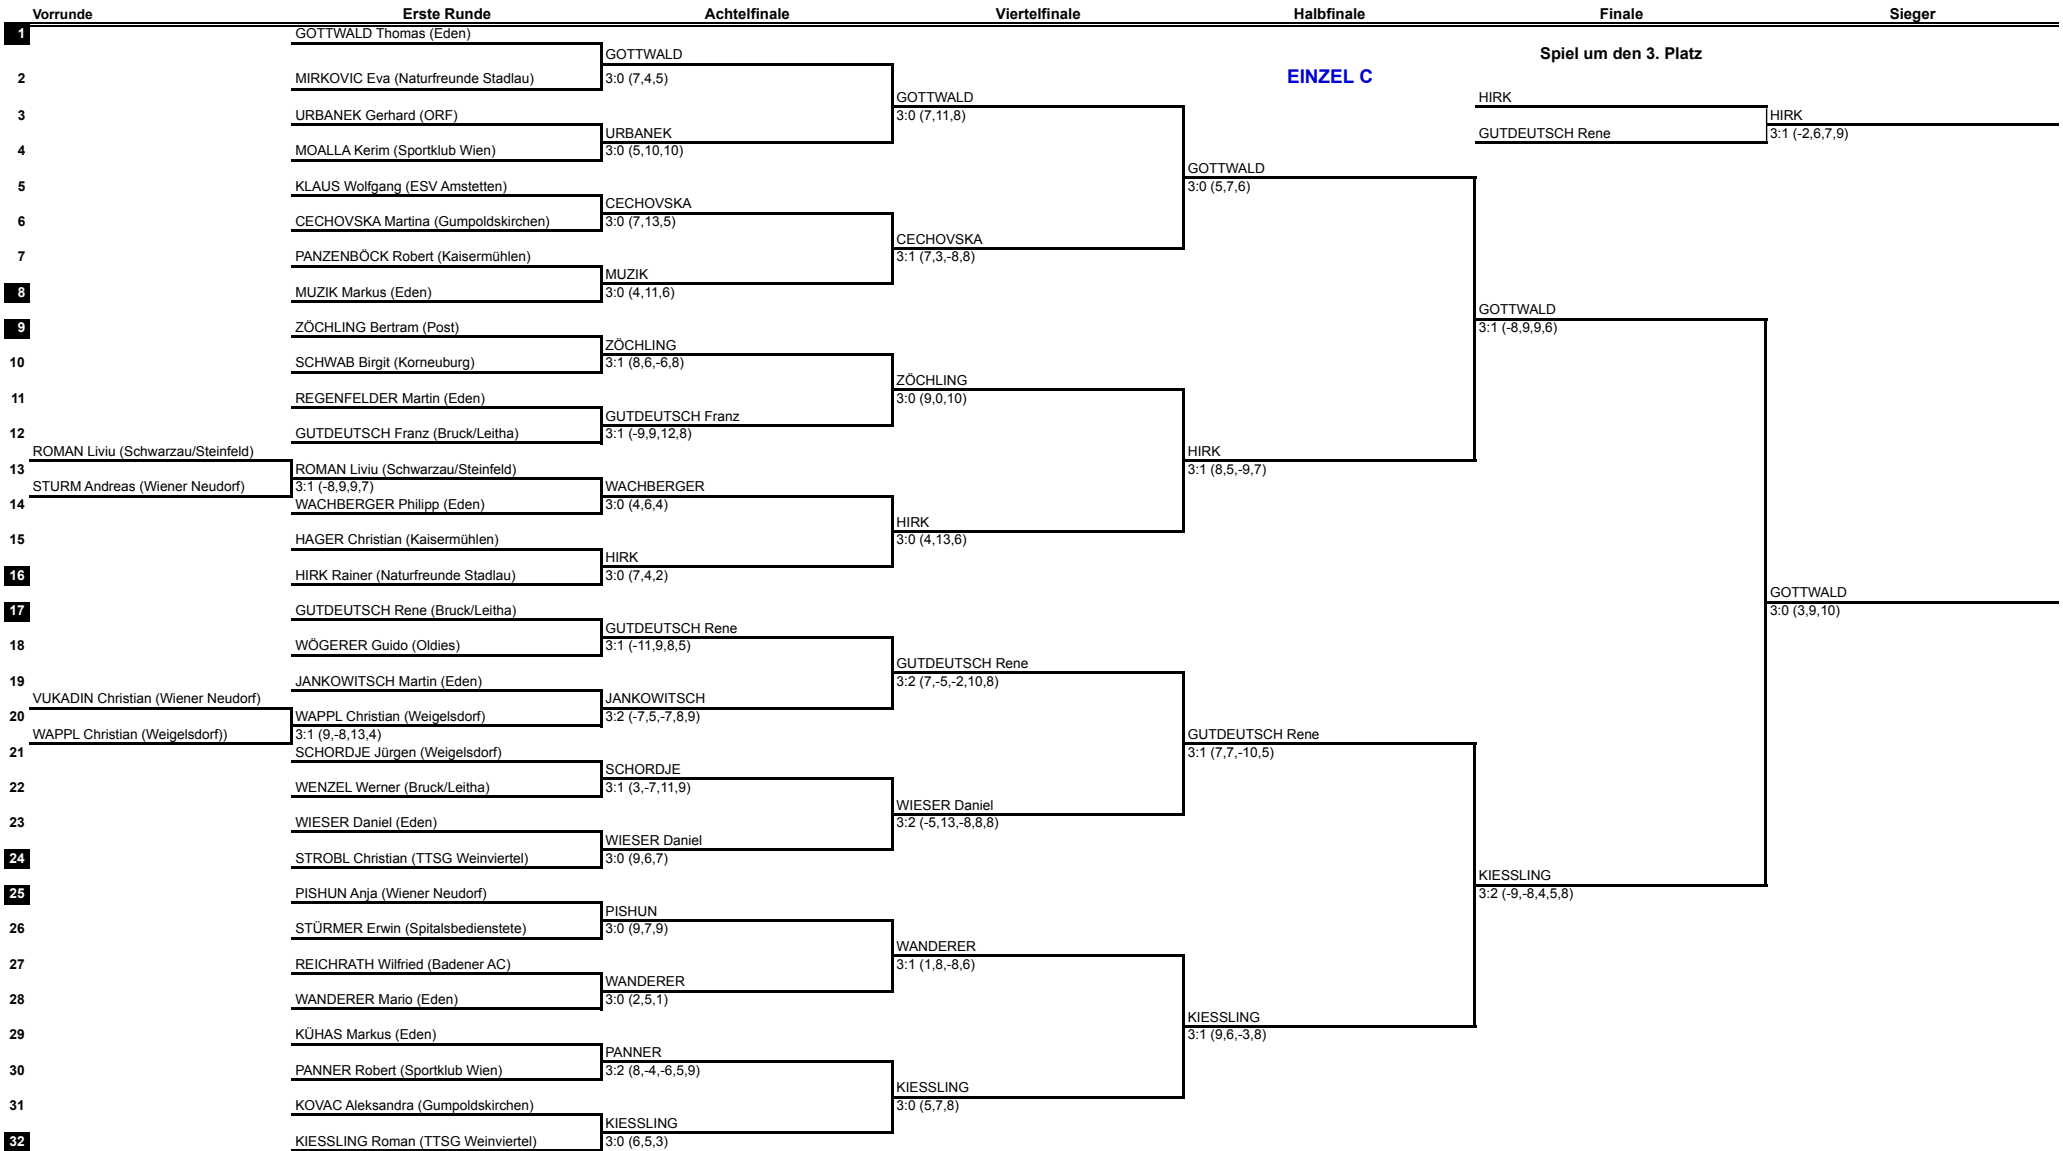 Vorrunde Erste Runde Achtelfinale Viertelfinale Halbfinale Finale Sieger
1 GOTTWALD Thomas (Eden)
GOTTWALD Spiel um den 3. Platz
2 MIRKOVIC Eva (Naturfreunde Stadlau) 3:0 (7,4,5) EINZEL C
GOTTWALD HIRK
3 URBANEK Gerhard (ORF) 3:0 (7,11,8) HIRK
URBANEK GUTDEUTSCH Rene 3:1 (-2,6,7,9)
4 MOALLA Kerim (Sportklub Wien) 3:0 (5,10,10)
GOTTWALD
5 KLAUS Wolfgang (ESV Amstetten) 3:0 (5,7,6)
CECHOVSKA
6 CECHOVSKA Martina (Gumpoldskirchen) 3:0 (7,13,5)
CECHOVSKA
7 PANZENBÖCK Robert (Kaisermühlen) 3:1 (7,3,-8,8)
MUZIK
8 MUZIK Markus (Eden) 3:0 (4,11,6)
GOTTWALD
9 ZÖCHLING Bertram (Post) 3:1 (-8,9,9,6)
ZÖCHLING
10 SCHWAB Birgit (Korneuburg) 3:1 (8,6,-6,8)
ZÖCHLING
11 REGENFELDER Martin (Eden) 3:0 (9,0,10)
GUTDEUTSCH Franz
12 GUTDEUTSCH Franz (Bruck/Leitha) 3:1 (-9,9,12,8)
ROMAN Liviu (Schwarzau/Steinfeld) HIRK
13 ROMAN Liviu (Schwarzau/Steinfeld) 3:1 (8,5,-9,7)
STURM Andreas (Wiener Neudorf) 3:1 (-8,9,9,7) WACHBERGER
14 WACHBERGER Philipp (Eden) 3:0 (4,6,4)
HIRK
15 HAGER Christian (Kaisermühlen) 3:0 (4,13,6)
HIRK
16 HIRK Rainer (Naturfreunde Stadlau) 3:0 (7,4,2)
GOTTWALD
17 GUTDEUTSCH Rene (Bruck/Leitha) 3:0 (3,9,10)
GUTDEUTSCH Rene
18 WÖGERER Guido (Oldies) 3:1 (-11,9,8,5)
GUTDEUTSCH Rene
19 JANKOWITSCH Martin (Eden) 3:2 (7,-5,-2,10,8)
VUKADIN Christian (Wiener Neudorf) JANKOWITSCH
20 WAPPL Christian (Weigelsdorf) 3:2 (-7,5,-7,8,9)
WAPPL Christian (Weigelsdorf)) 3:1 (9,-8,13,4) GUTDEUTSCH Rene
21 SCHORDJE Jürgen (Weigelsdorf) 3:1 (7,7,-10,5)
SCHORDJE
22 WENZEL Werner (Bruck/Leitha) 3:1 (3,-7,11,9)
WIESER Daniel
23 WIESER Daniel (Eden) 3:2 (-5,13,-8,8,8)
WIESER Daniel
24 STROBL Christian (TTSG Weinviertel) 3:0 (9,6,7)
KIESSLING
25 PISHUN Anja (Wiener Neudorf) 3:2 (-9,-8,4,5,8)
PISHUN
26 STÜRMER Erwin (Spitalsbedienstete) 3:0 (9,7,9)
WANDERER
27 REICHRATH Wilfried (Badener AC) 3:1 (1,8,-8,6)
WANDERER
28 WANDERER Mario (Eden) 3:0 (2,5,1)
KIESSLING
29 KÜHAS Markus (Eden) 3:1 (9,6,-3,8)
PANNER
30 PANNER Robert (Sportklub Wien) 3:2 (8,-4,-6,5,9)
KIESSLING
31 KOVAC Aleksandra (Gumpoldskirchen) 3:0 (5,7,8)
KIESSLING
32 KIESSLING Roman (TTSG Weinviertel) 3:0 (6,5,3)